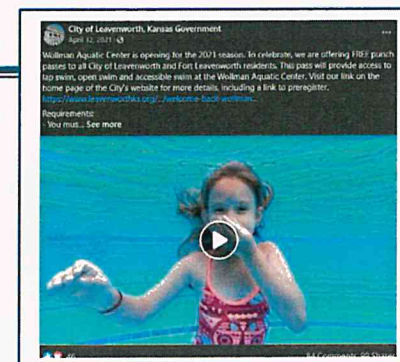 City of Leavenworth, Kansas Government
Wollman Aquatic Center is opening for the 2021 season. To celebrate, we are offering FREE punch
passes to all City of Leavenworth and Fort Leavenworth residents. This pass will provide access to
lap swim, open swim and accessible swim at the Wollman Aquatic Center. Visit our link on the
home page of the City's website for more details, including a link to preregister.
https://www.leavenworthks.org/.../welcome-back-wollman...
Requirements:
- You mus... See more
46
84 Comments 99 Shares